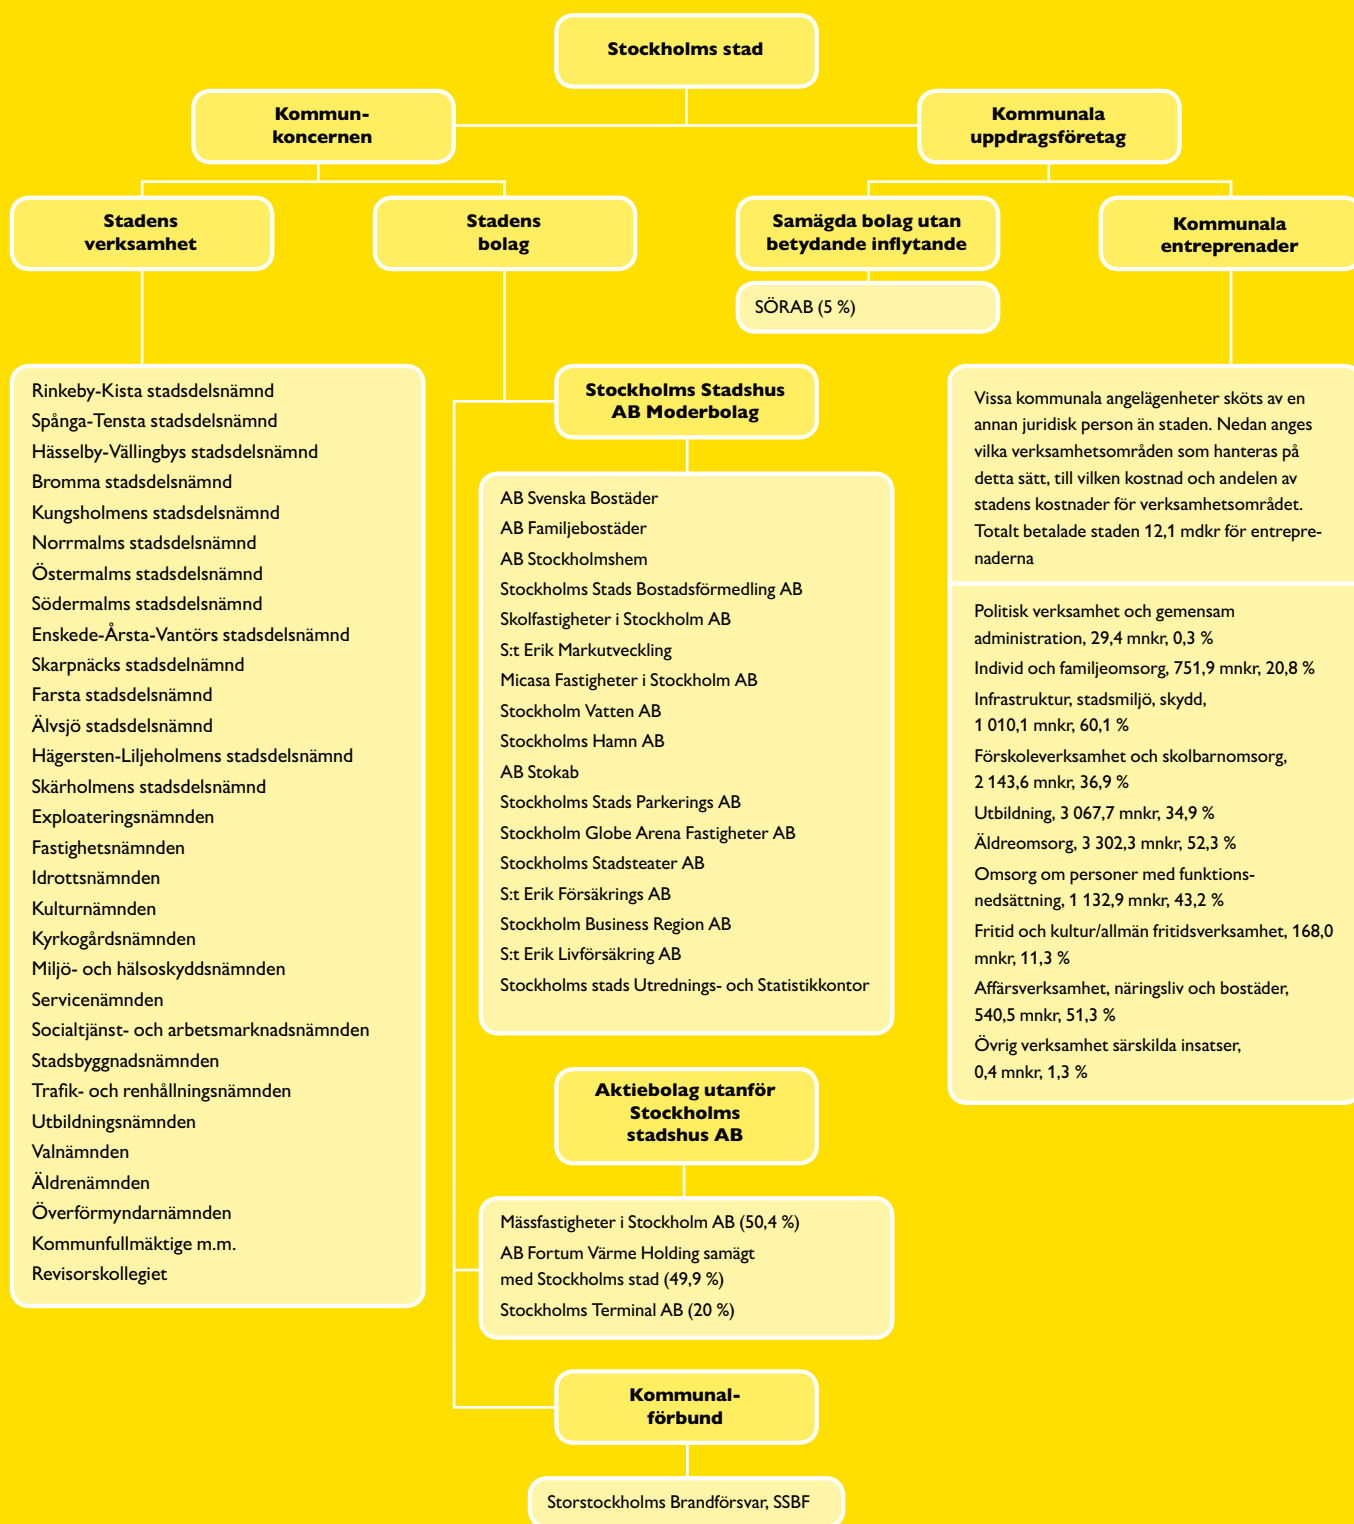 Stockholms stad
Kommun-
koncernen
Kommunala
uppdragsföretag
Stadens
verksamhet
Stadens
bolag
Samägda bolag utan
betydande inflytande
Kommunala
entreprenader
SÖRAB (5 %)
Rinkeby-Kista stadsdelsnämnd
Spånga-Tensta stadsdelsnämnd
Hässelby-Vällingbys stadsdelsnämnd
Bromma stadsdelsnämnd
Kungsholmens stadsdelsnämnd
Norrmalms stadsdelsnämnd
Östermalms stadsdelsnämnd
Södermalms stadsdelsnämnd
Enskede-Årsta-Vantörs stadsdelsnämnd
Skarpnäcks stadsdelnämnd
Farsta stadsdelsnämnd
Älvsjö stadsdelsnämnd
Hägersten-Liljeholmens stadsdelsnämnd
Skärholmens stadsdelsnämnd
Exploateringsnämnden
Fastighetsnämnden
Idrottsnämnden
Kulturnämnden
Kyrkogårdsnämnden
Miljö- och hälsoskyddsnämnden
Servicenämnden
Socialtjänst- och arbetsmarknadsnämnden
Stadsbyggnadsnämnden
Trafik- och renhållningsnämnden
Utbildningsnämnden
Valnämnden
Äldrenämnden
Överförmyndarnämnden
Kommunfullmäktige m.m.
Revisorskollegiet
Stockholms Stadshus
AB Moderbolag
AB Svenska Bostäder
AB Familjebostäder
AB Stockholmshem
Stockholms Stads Bostadsförmedling AB
Skolfastigheter i Stockholm AB
S:t Erik Markutveckling
Micasa Fastigheter i Stockholm AB
Stockholm Vatten AB
Stockholms Hamn AB
AB Stokab
Stockholms Stads Parkerings AB
Stockholm Globe Arena Fastigheter AB
Stockholms Stadsteater AB
S:t Erik Försäkrings AB
Stockholm Business Region AB
S:t Erik Livförsäkring AB
Stockholms stads Utrednings- och Statistikkontor
Aktiebolag utanför
Stockholms
stadshus AB
Mässfastigheter i Stockholm AB (50,4 %)
AB Fortum Värme Holding samägt
med Stockholms stad (49,9 %)
Stockholms Terminal AB (20 %)
Kommunal-
förbund
Storstockholms Brandförsvar, SSBF
Vissa kommunala angelägenheter sköts av en
annan juridisk person än staden. Nedan anges
vilka verksamhetsområden som hanteras på
detta sätt, till vilken kostnad och andelen av
stadens kostnader för verksamhetsområdet.
Totalt betalade staden 12,1 mdkr för entrepre-
naderna
Politisk verksamhet och gemensam
administration, 29,4 mnkr, 0,3 %
Individ och familjeomsorg, 751,9 mnkr, 20,8 %
Infrastruktur, stadsmiljö, skydd,
1 010,1 mnkr, 60,1 %
Förskoleverksamhet och skolbarnomsorg,
2 143,6 mnkr, 36,9 %
Utbildning, 3 067,7 mnkr, 34,9 %
Äldreomsorg, 3 302,3 mnkr, 52,3 %
Omsorg om personer med funktions-
nedsättning, 1 132,9 mnkr, 43,2 %
Fritid och kultur/allmän fritidsverksamhet, 168,0
mnkr, 11,3 %
Affärsverksamhet, näringsliv och bostäder,
540,5 mnkr, 51,3 %
Övrig verksamhet särskilda insatser,
0,4 mnkr, 1,3 %